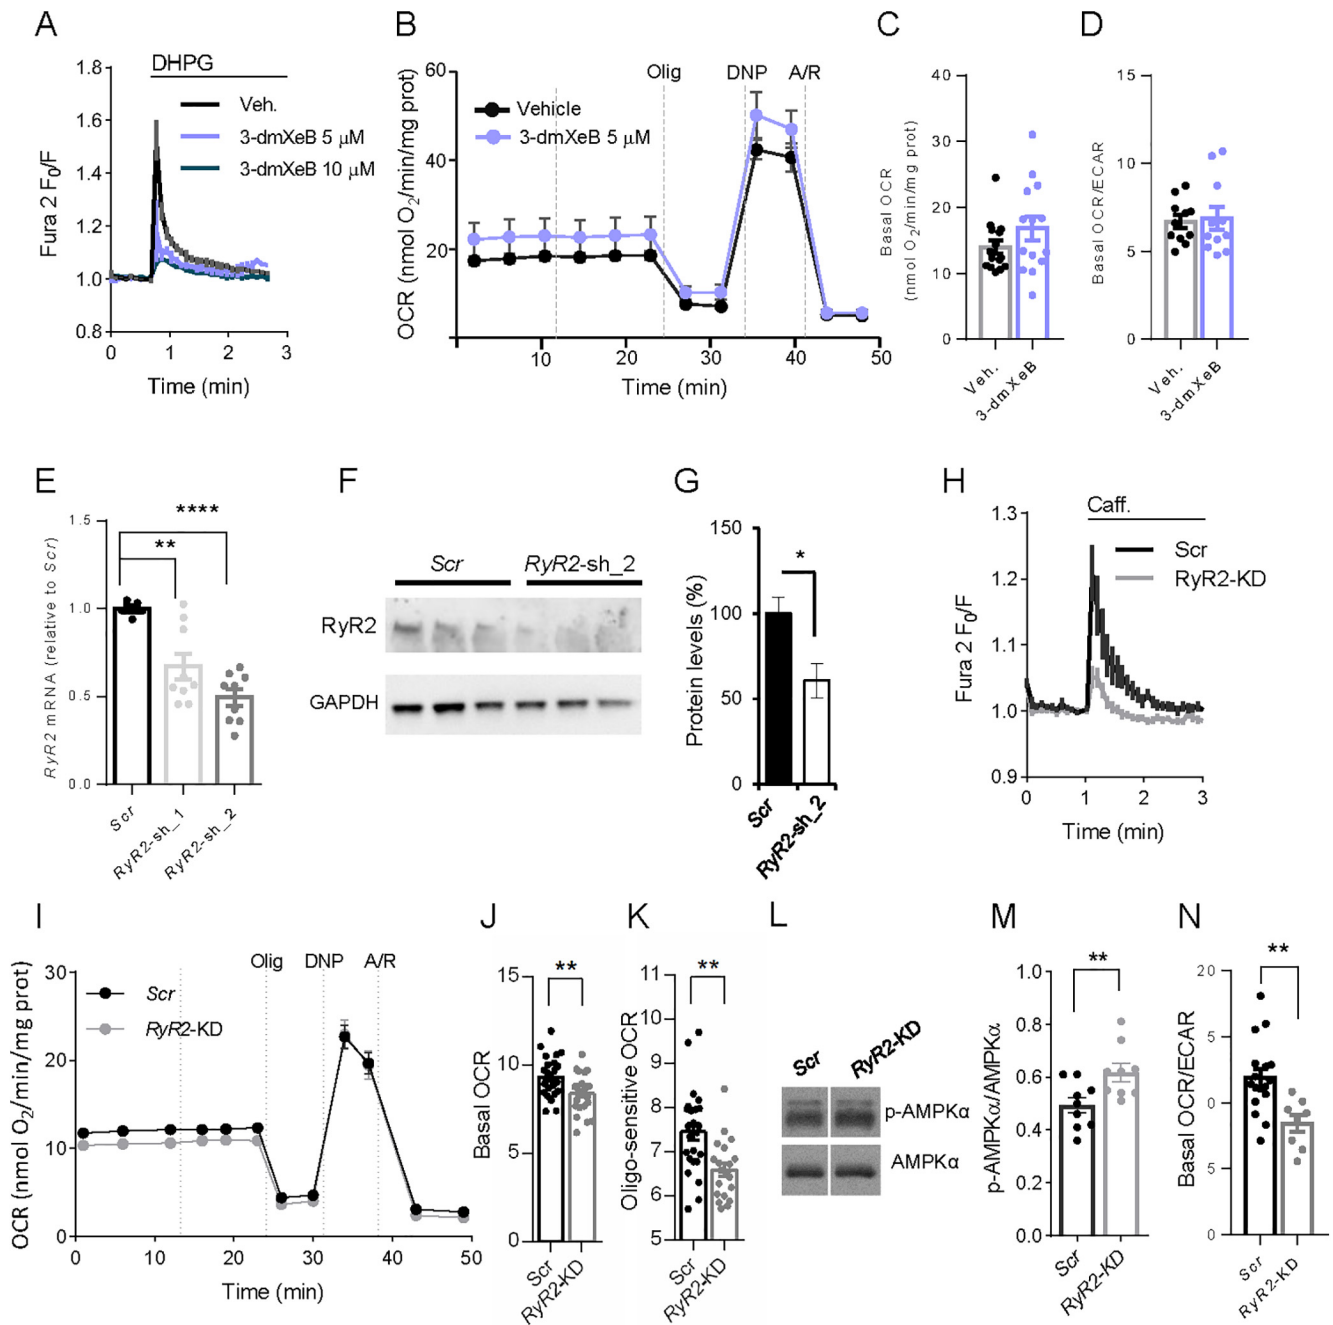 A
DHPG
Fura 2 F0/F
1.8
1.6
1.4
1.2
1.0
0.8
Veh.
3-dmXeB 5 μM
3-dmXeB 10 μM
0 1 2 3
Time (min)
B
Olig DNP A/R
OCR (nmol O2/min/mg prot)
60
40
20
Vehicle
3-dmXeB 5 μM
10 20 30 40 50
Time (min)
C
Basal OCR
(nmol O2/min/mg prot)
40
30
20
10
0
Veh.
3-dmXeB
D
Basal OCR/ECAR
15
10
5
0
Veh.
3-dmXeB
E
RyR2 mRNA (relative to Scr)
1.5
1.0
0.5
0.0
****
**
Scr
RyR2-sh_1
RyR2-sh_2
F
Scr RyR2-sh_2
RyR2
GAPDH
G
Protein levels (%)
150
100
50
0
*
Scr
RyR2-sh_2
H
Caff.
Fura 2 F0/F
1.3
1.2
1.1
1.0
0.9
Scr
RyR2-KD
0 1 2 3
Time (min)
I
Olig DNP A/R
OCR (nmol O2/min/mg prot)
30
20
10
0
Scr
RyR2-KD
0 10 20 30 40 50
Time (min)
J
Basal OCR
15
10
5
0
**
Scr
RyR2-KD
K
Oligo-sensitive OCR
11
10
9
8
7
6
5
**
Scr
RyR2-KD
L
Scr RyR2-KD
p-AMPKα
AMPKα
M
p-AMPKα/AMPKα
1.0
0.8
0.6
0.4
0.2
0.0
**
Scr
RyR2-KD
N
Basal OCR/ECAR
20
5
0
5
0
**
Scr
RyR2-KD